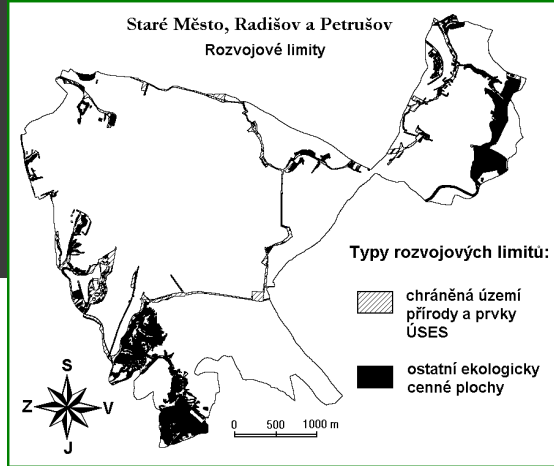 Staré Město, Radišov a Petrušov
Rozvojové limity
Typy rozvojových limitů:
chráněná území
přírody a prvky
ÚSES
ostatní ekologicky
cenné plochy
S
Z V
J
0 500 1000 m